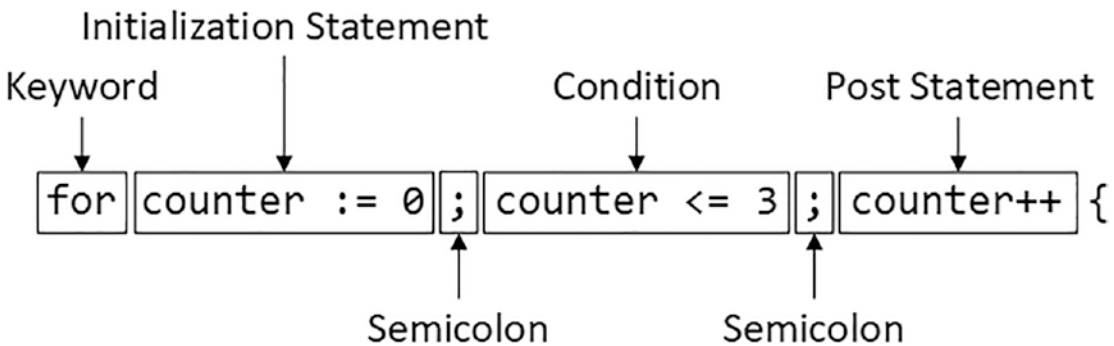 Initialization Statement
Keyword Condition Post Statement
for counter := 0 ; counter <= 3 ; counter++ {
Semicolon Semicolon